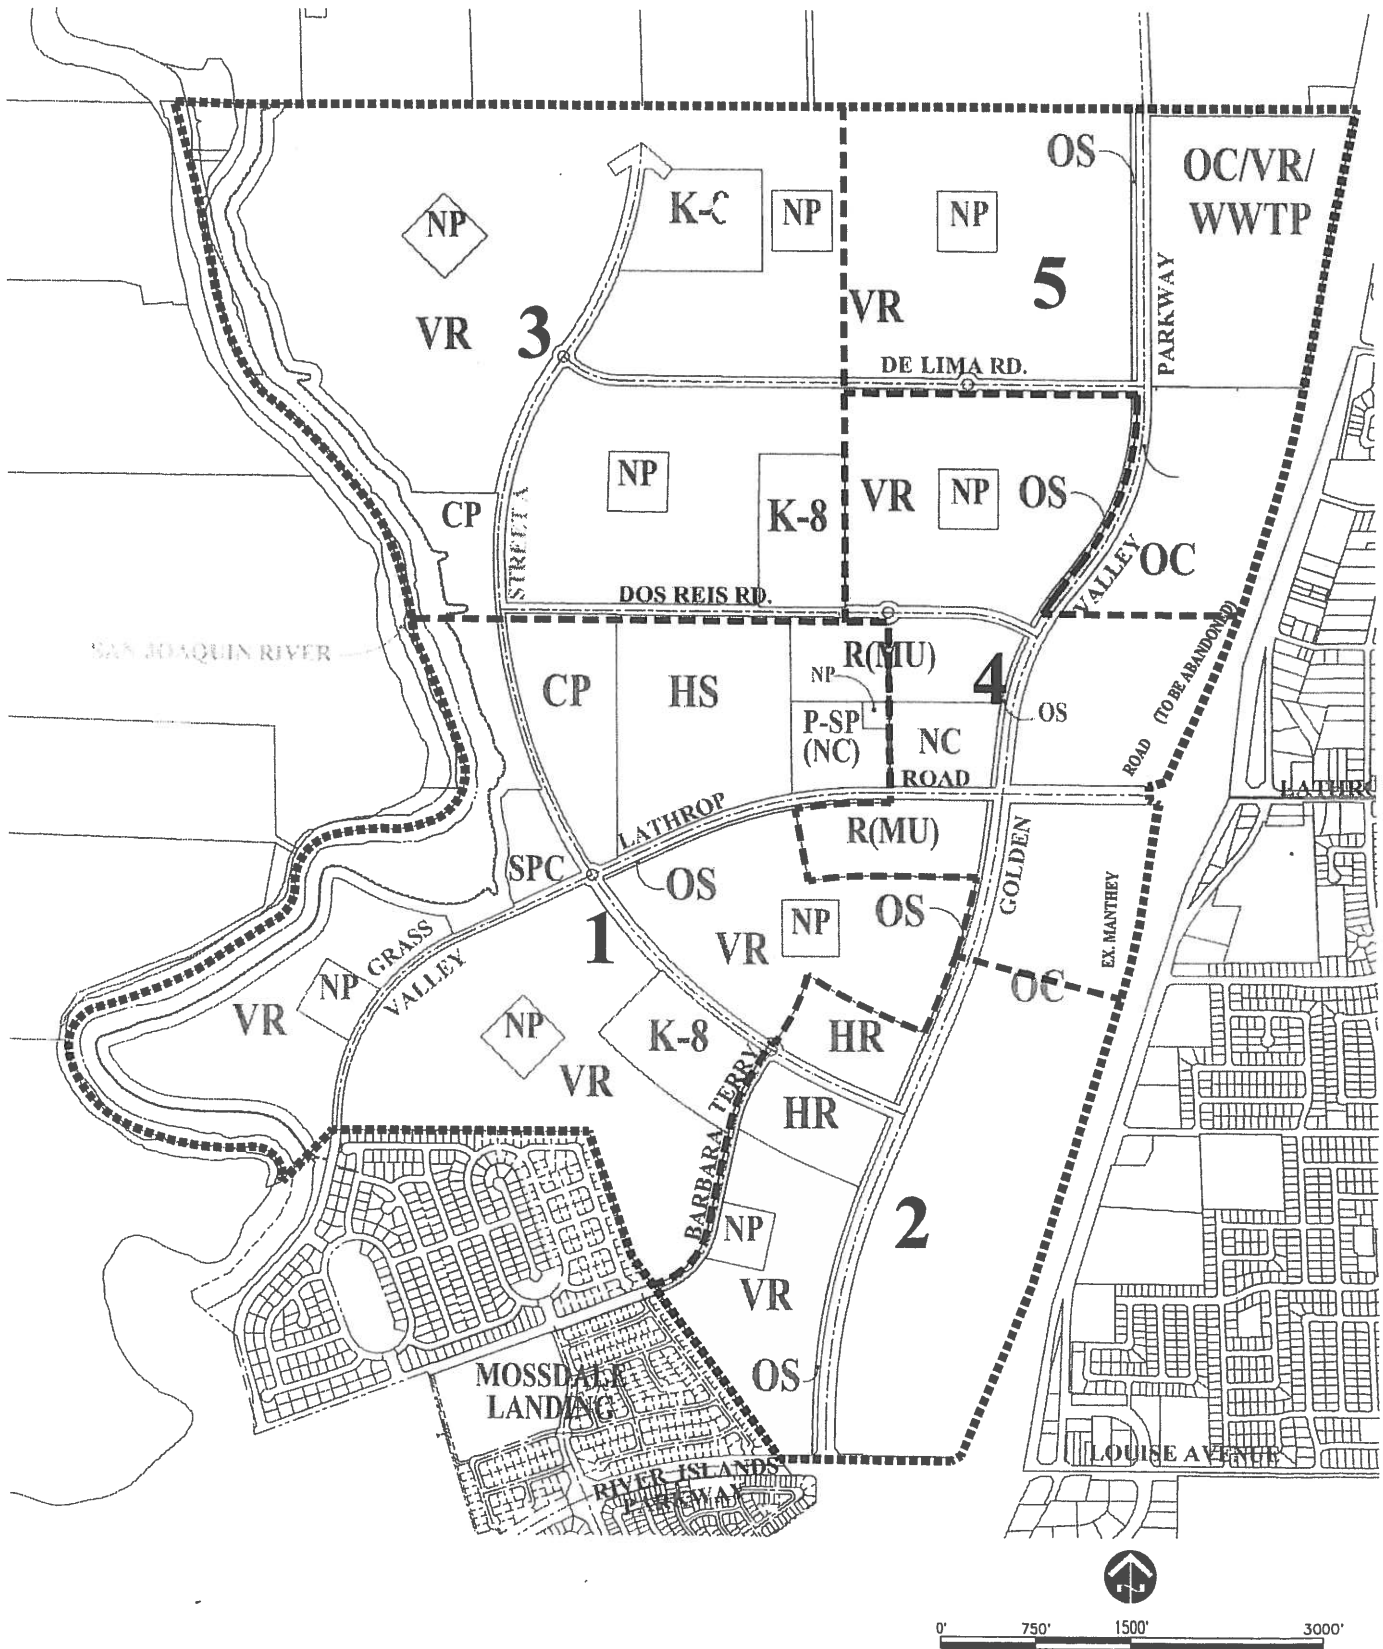 OS
OC/VR/
WWTP
NP
K-8
NP
NP
5
PARKWAY
VR
3
VR
DE LIMA RD.
NP
CP
K-8
VR
NP
OS
STREET A
VALLEY
OC
DOS REIS RD.
SAN JOAQUIN RIVER
R(MU)
NP
CP
HS
4
OS
P-SP
(NC)
NC
ROAD
(TO BE ABANDONED)
ROAD
LATHROP
R(MU)
SPC
OS
GOLDEN
EX. MANTHEY
1
NP
OS
VR
GRASS
VALLEY
NP
VR
OC
NP
VR
K-8
HR
HR
BARBARA TERRY
NP
2
VR
OS
MOSSDALE
LANDING
RIVER ISLANDS
PARKWAY
LOUISE AVENUE
0' 750' 1500' 3000'